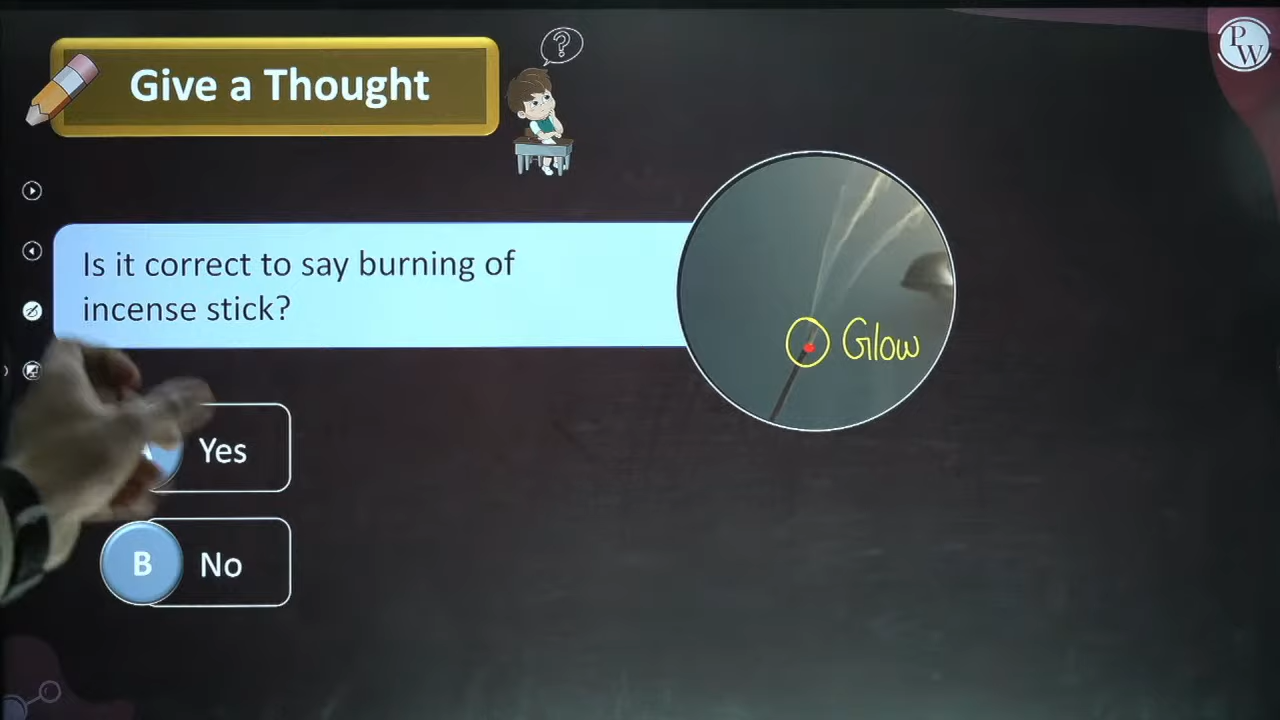 Give a Thought
?
PW
Is it correct to say burning of
incense stick?
Glow
Yes
B
No